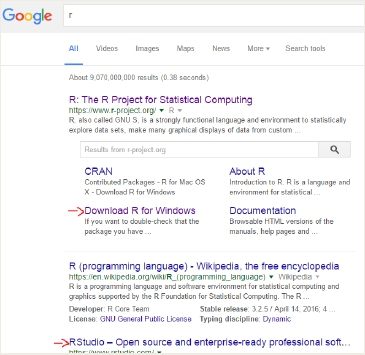 Google
r
All Videos Images Maps News More ▾ Search tools
About 9,070,000,000 results (0.38 seconds)
R: The R Project for Statistical Computing
https://www.r-project.org/ ▾ R ▾
R, also called GNU S, is a strongly functional language and environment to statistically
explore data sets, make many graphical displays of data from custom ...
Results from r-project.org
CRAN
Contributed Packages - R for Mac OS
X - Download R for Windows
About R
Introduction to R. R is a language and
environment for statistical ...
Download R for Windows
If you want to double-check that the
package you have ...
Documentation
Browsable HTML versions of the
manuals, help pages and ...
R (programming language) - Wikipedia, the free encyclopedia
https://en.wikipedia.org/wiki/R_(programming_language) ▾ Wikipedia ▾
R is a programming language and software environment for statistical computing and
graphics supported by the R Foundation for Statistical Computing. The R ...
Developer: R Core Team Stable release: 3.2.5 / April 14, 2016; 4 ...
License: GNU General Public License Typing discipline: Dynamic
RStudio – Open source and enterprise-ready professional soft...
https://www.rstudio.com/ ▾